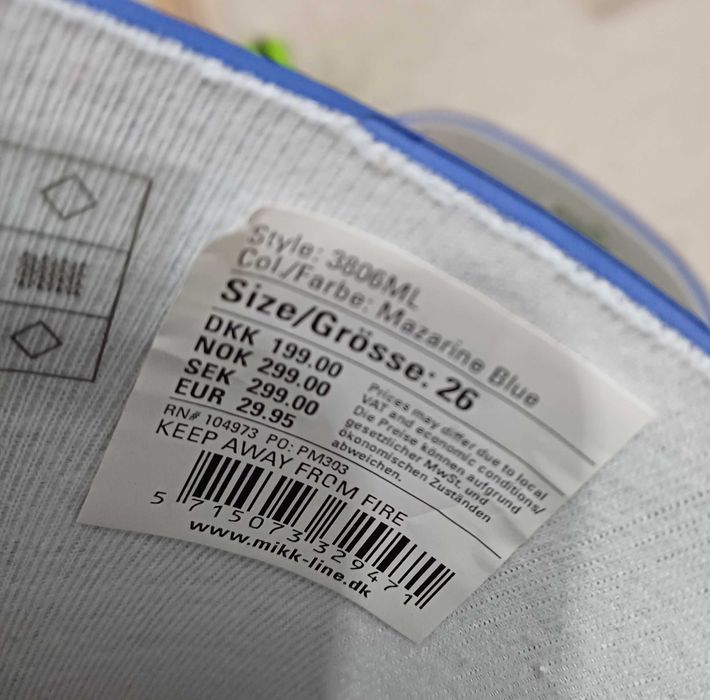 Style: 3806ML
Col/Farbe: Mazarine Blue
Size/Grösse: 26
DKK 199.00
NOK 299.00
SEK 299.00
EUR 29.95
Prices may differ due to local
VAT and economic conditions/
Die Preise können aufgrund
gesetzlicher MwSt. und
ökonomischen Zuständen
abweichen.
RN# 104973 PO: PM303
KEEP AWAY FROM FIRE
5 715073 329471
www.mikk-line.dk